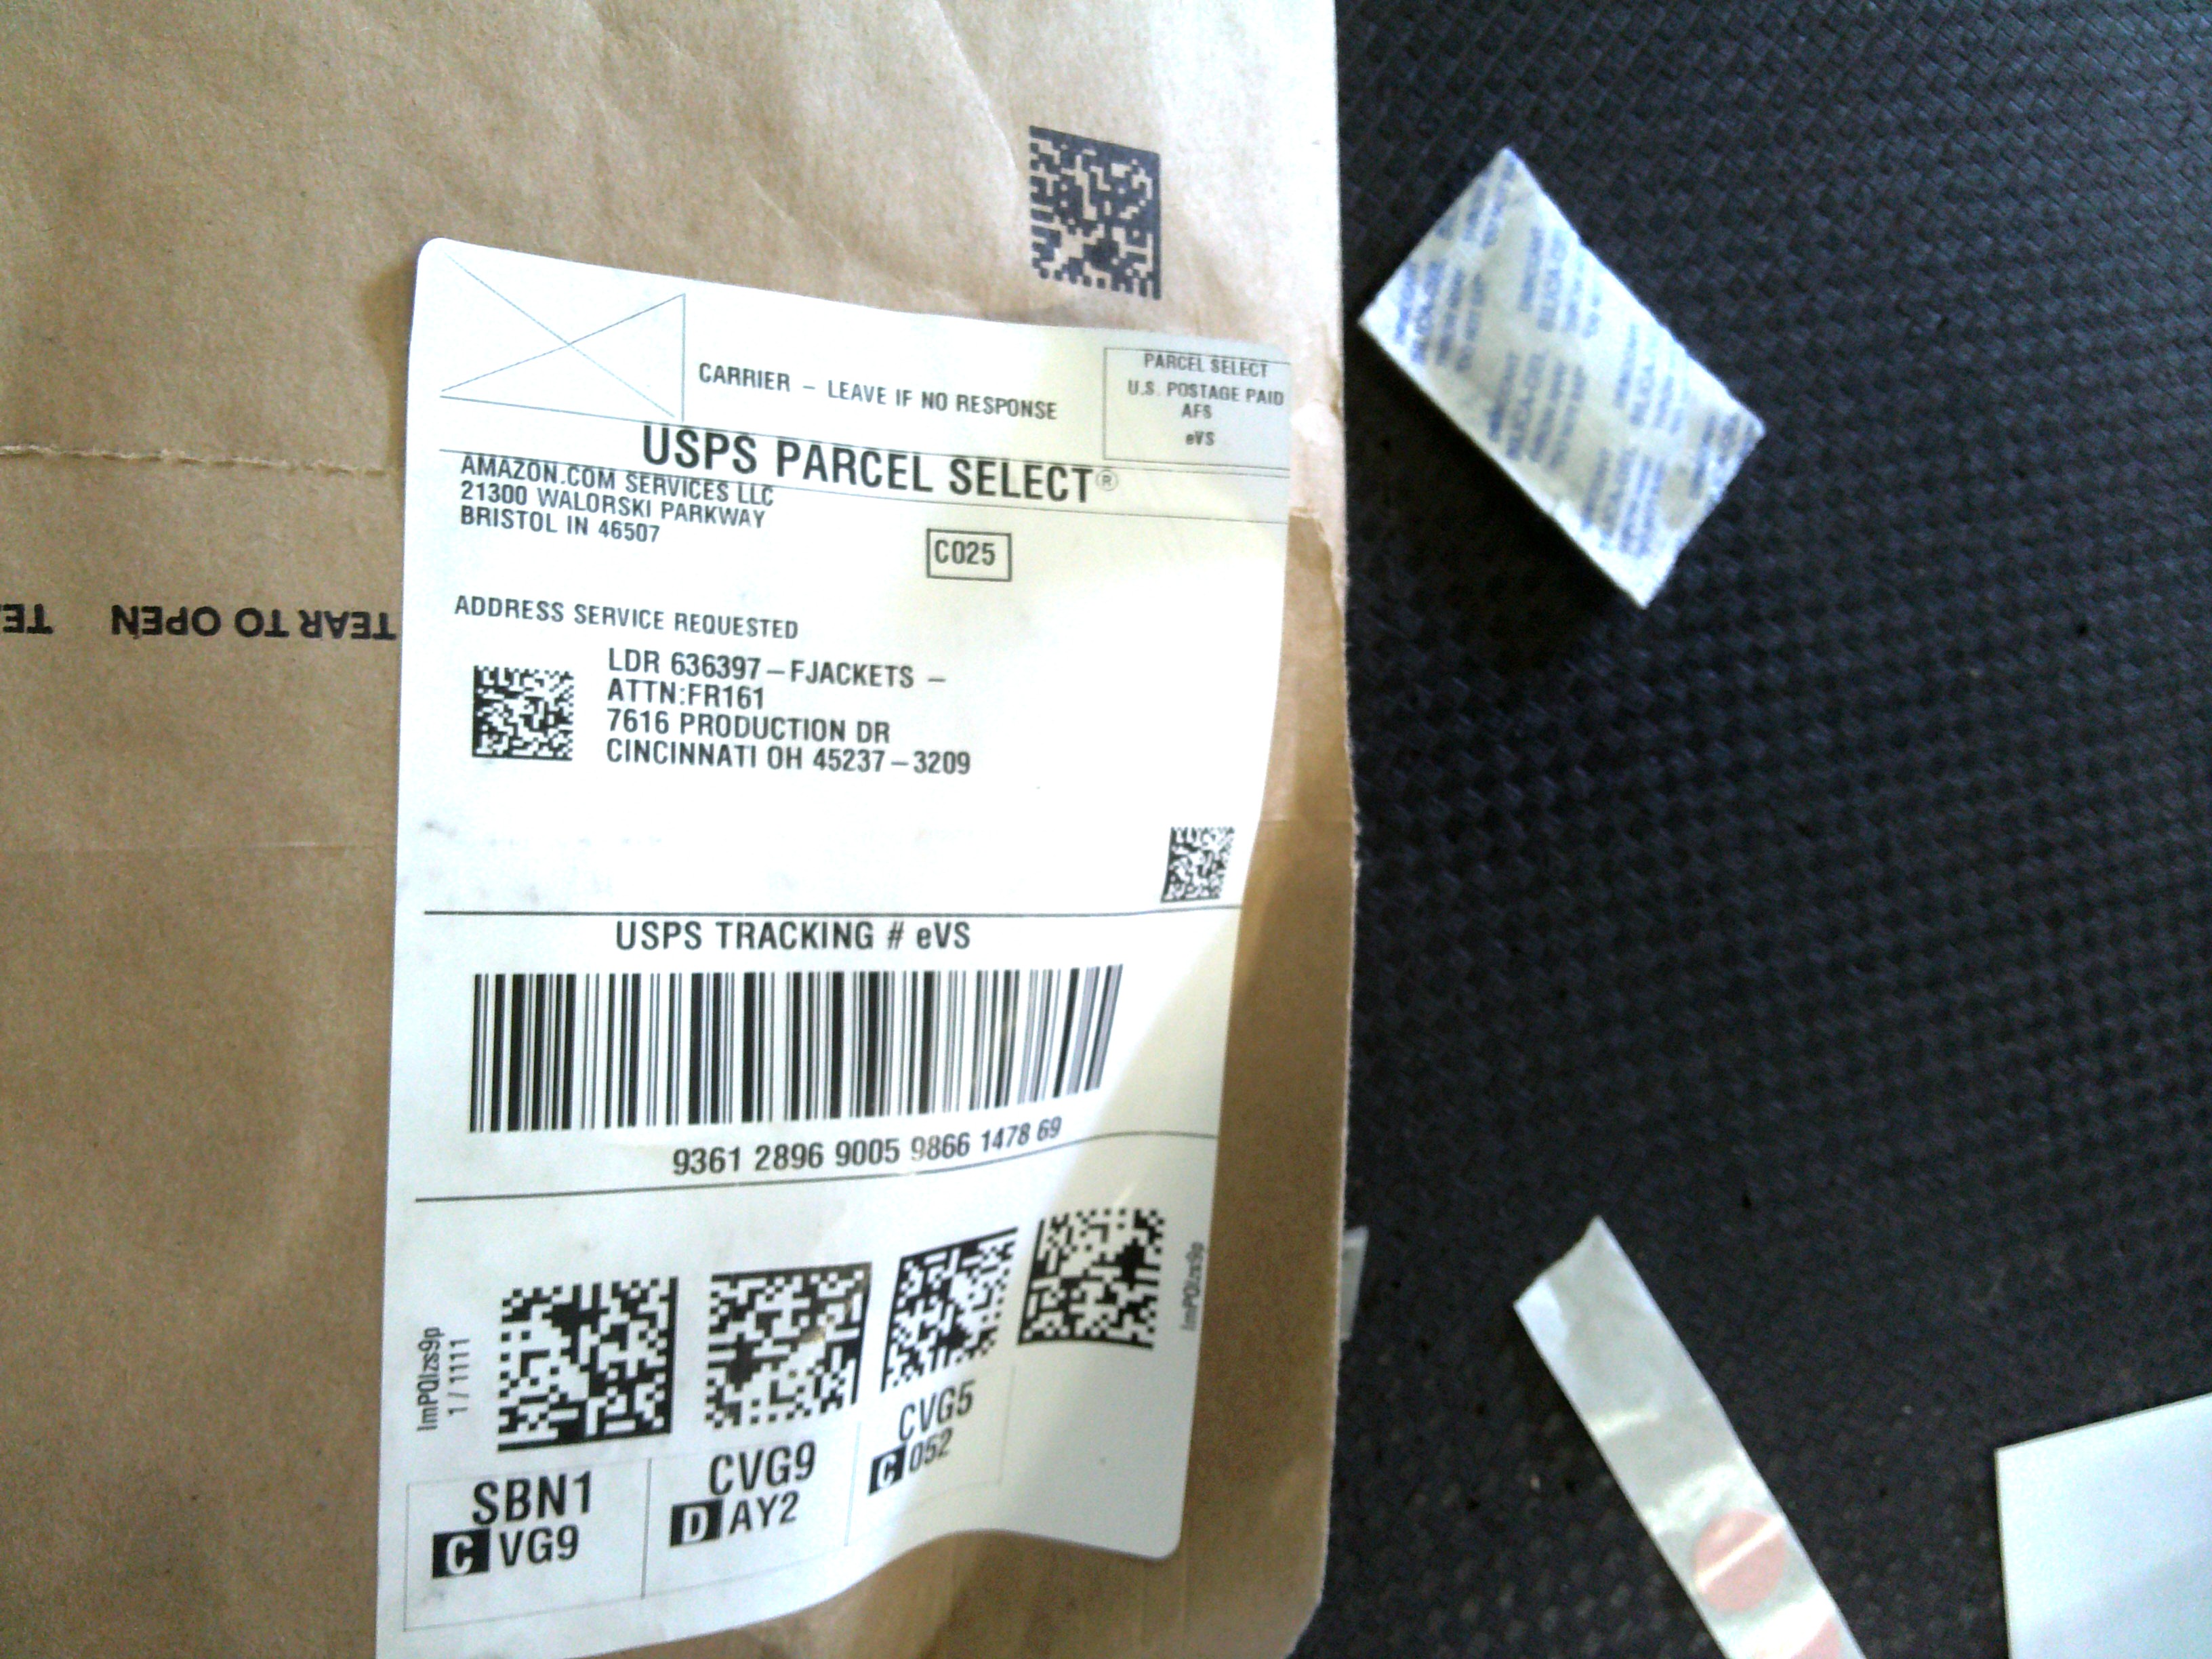 CARRIER – LEAVE IF NO RESPONSE
PARCEL SELECT
U.S. POSTAGE PAID
AFS
eVS
USPS PARCEL SELECT®
AMAZON.COM SERVICES LLC
21300 WALORSKI PARKWAY
BRISTOL IN 46507
C025
ADDRESS SERVICE REQUESTED
TEAR TO OPEN TE
LDR 636397–FJACKETS –
ATTN:FR161
7616 PRODUCTION DR
CINCINNATI OH 45237–3209
USPS TRACKING # eVS
9361 2896 9005 9866 1478 69
1 / 1111
SBN1
C VG9
CVG9
D AY2
CVG5
C 052